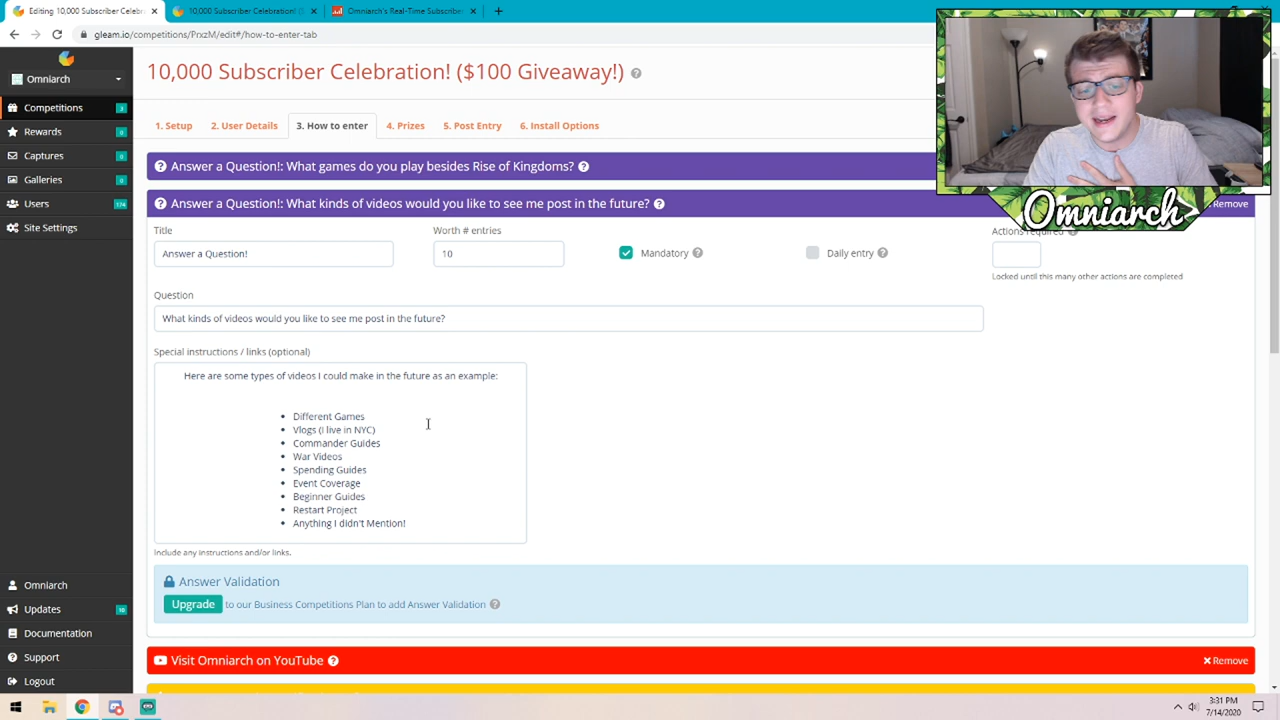 Editing 10,000 Subscriber Celebr
10,000 Subscriber Celebration! (
Omniarch's Real-Time Subscribe
gleam.io/competitions/PrxzM/edit#/how-to-enter-tab
Omniarch
Competitions 3
Rewards 0
Captures 0
Galleries 0
Users 174
Site Settings
Omniarch
Updates 10
Documentation
Support
Logout
10,000 Subscriber Celebration! ($100 Giveaway!)
1. Setup
2. User Details
3. How to enter
4. Prizes
5. Post Entry
6. Install Options
Answer a Question!: What games do you play besides Rise of Kingdoms?
Answer a Question!: What kinds of videos would you like to see me post in the future?
Remove
Omniarch
Title
Worth # entries
Actions required
Answer a Question!
10
Mandatory
Daily entry
Locked until this many other actions are completed
Question
What kinds of videos would you like to see me post in the future?
Special instructions / links (optional)
Here are some types of videos I could make in the future as an example:
• Different Games
• Vlogs (I live in NYC)
• Commander Guides
• War Videos
• Spending Guides
• Event Coverage
• Beginner Guides
• Restart Project
• Anything I didn't Mention!
Include any instructions and/or links.
Answer Validation
Upgrade to our Business Competitions Plan to add Answer Validation
Visit Omniarch on YouTube
Remove
3:31 PM
7/14/2020